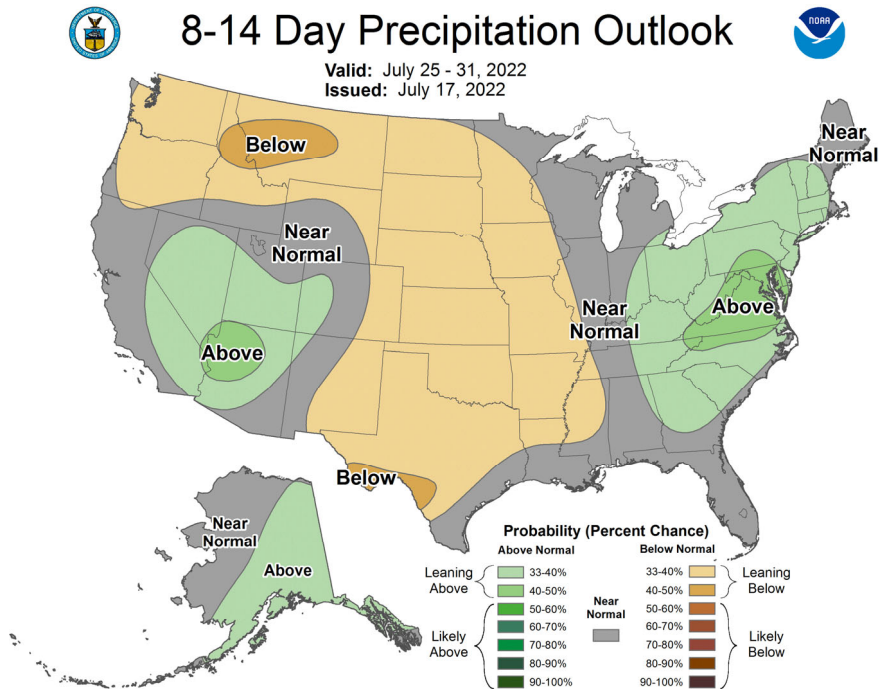 8-14 Day Precipitation Outlook
NOAA
Valid: July 25 - 31, 2022
Issued: July 17, 2022
Below
Near
Normal
Near
Normal
Near
Normal
Above
Above
Below
Near
Normal
Above
Probability (Percent Chance)
Above Normal
Below Normal
Leaning
Above
33-40%
40-50%
Likely
Above
50-60%
60-70%
70-80%
80-90%
90-100%
Near
Normal
33-40%
40-50%
Leaning
Below
50-60%
60-70%
70-80%
80-90%
90-100%
Likely
Below